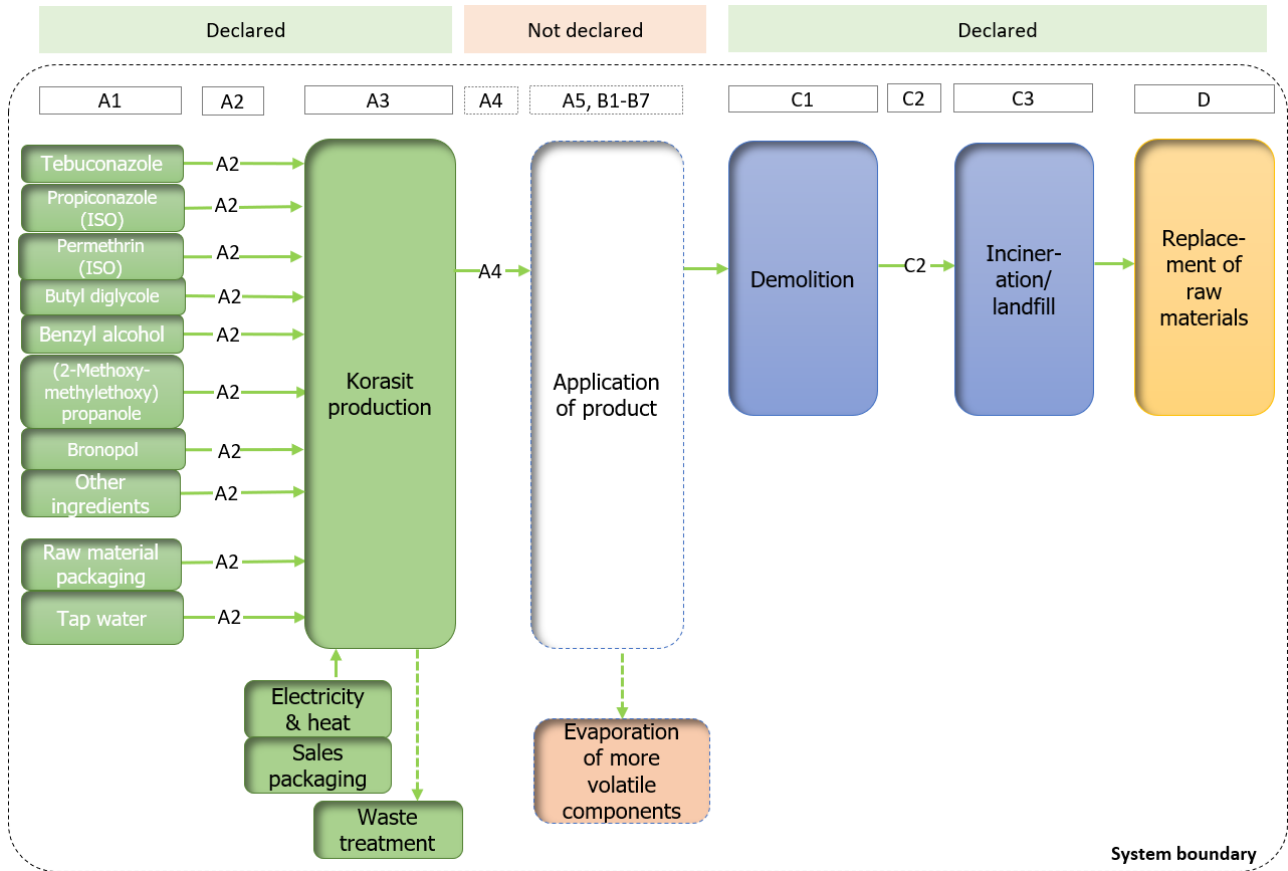 Declared
Not declared
Declared
A1
A2
A3
A4
A5, B1-B7
C1
C2
C3
D
Tebuconazole
A2
Propiconazole
(ISO)
A2
Permethrin
(ISO)
A2
Butyl diglycole
A2
Benzyl alcohol
A2
(2-Methoxy-
methylethoxy)
propanole
A2
Bronopol
A2
Other
ingredients
A2
Raw material
packaging
A2
Tap water
A2
Korasit
production
A4
Application
of product
Demolition
C2
Inciner-
ation/
landfill
Replace-
ment of
raw
materials
Electricity
& heat
Sales
packaging
Waste
treatment
Evaporation
of more
volatile
components
System boundary